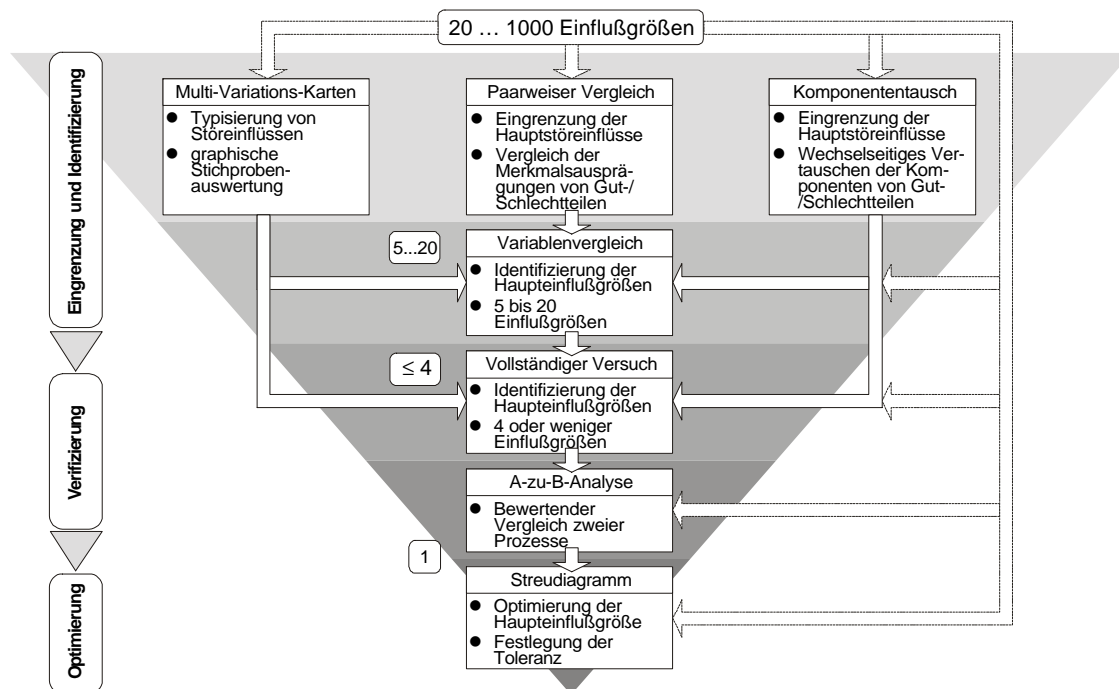 20 … 1000 Einflußgrößen
Eingrenzung und Identifizierung
Multi-Variations-Karten
● Typisierung von
Störeinflüssen
● graphische
Stichproben-
auswertung
Paarweiser Vergleich
● Eingrenzung der
Hauptstöreinflüsse
● Vergleich der
Merkmalsausprä-
gungen von Gut-/
Schlechtteilen
Komponententausch
● Eingrenzung der
Hauptstöreinflüsse
● Wechselseitiges Ver-
tauschen der Kom-
ponenten von Gut-
/Schlechtteilen
5...20
Variablenvergleich
● Identifizierung der
Haupteinflußgrößen
● 5 bis 20
Einflußgrößen
Verifizierung
≤ 4
Vollständiger Versuch
● Identifizierung der
Haupteinflußgrößen
● 4 oder weniger
Einflußgrößen
A-zu-B-Analyse
● Bewertender
Vergleich zweier
Prozesse
1
Optimierung
Streudiagramm
● Optimierung der
Haupteinflußgröße
● Festlegung der
Toleranz